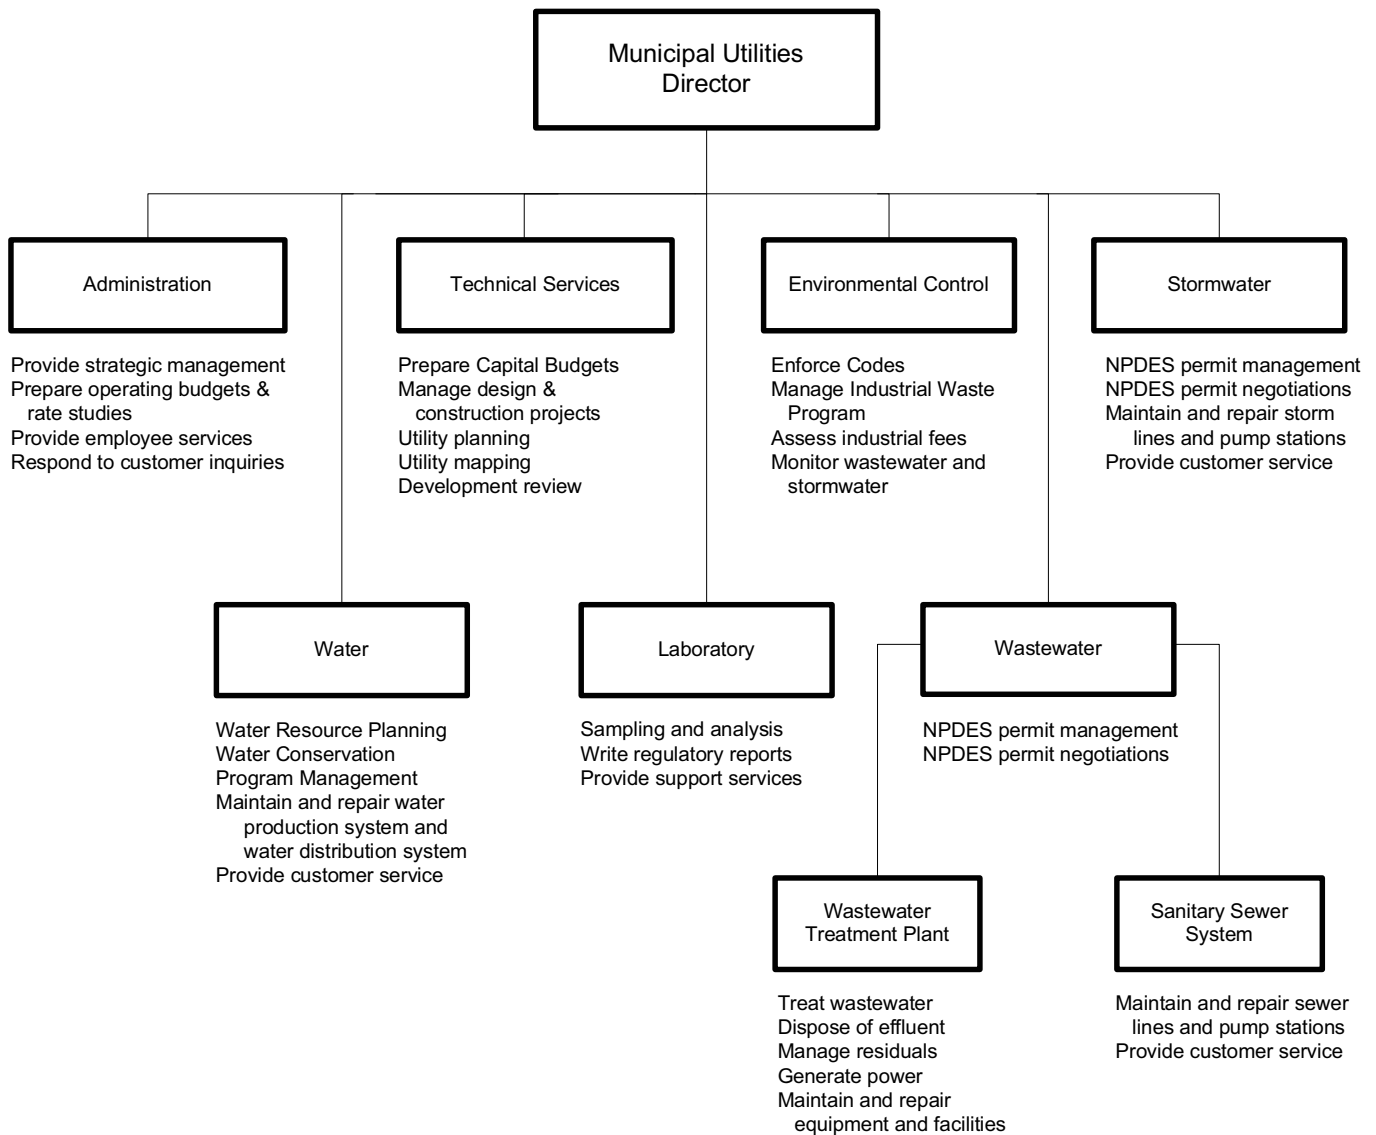 Municipal Utilities
Director
Administration
Provide strategic management
Prepare operating budgets &
rate studies
Provide employee services
Respond to customer inquiries
Technical Services
Prepare Capital Budgets
Manage design &
construction projects
Utility planning
Utility mapping
Development review
Environmental Control
Enforce Codes
Manage Industrial Waste
Program
Assess industrial fees
Monitor wastewater and
stormwater
Stormwater
NPDES permit management
NPDES permit negotiations
Maintain and repair storm
lines and pump stations
Provide customer service
Water
Water Resource Planning
Water Conservation
Program Management
Maintain and repair water
production system and
water distribution system
Provide customer service
Laboratory
Sampling and analysis
Write regulatory reports
Provide support services
Wastewater
NPDES permit management
NPDES permit negotiations
Wastewater
Treatment Plant
Treat wastewater
Dispose of effluent
Manage residuals
Generate power
Maintain and repair
equipment and facilities
Sanitary Sewer
System
Maintain and repair sewer
lines and pump stations
Provide customer service